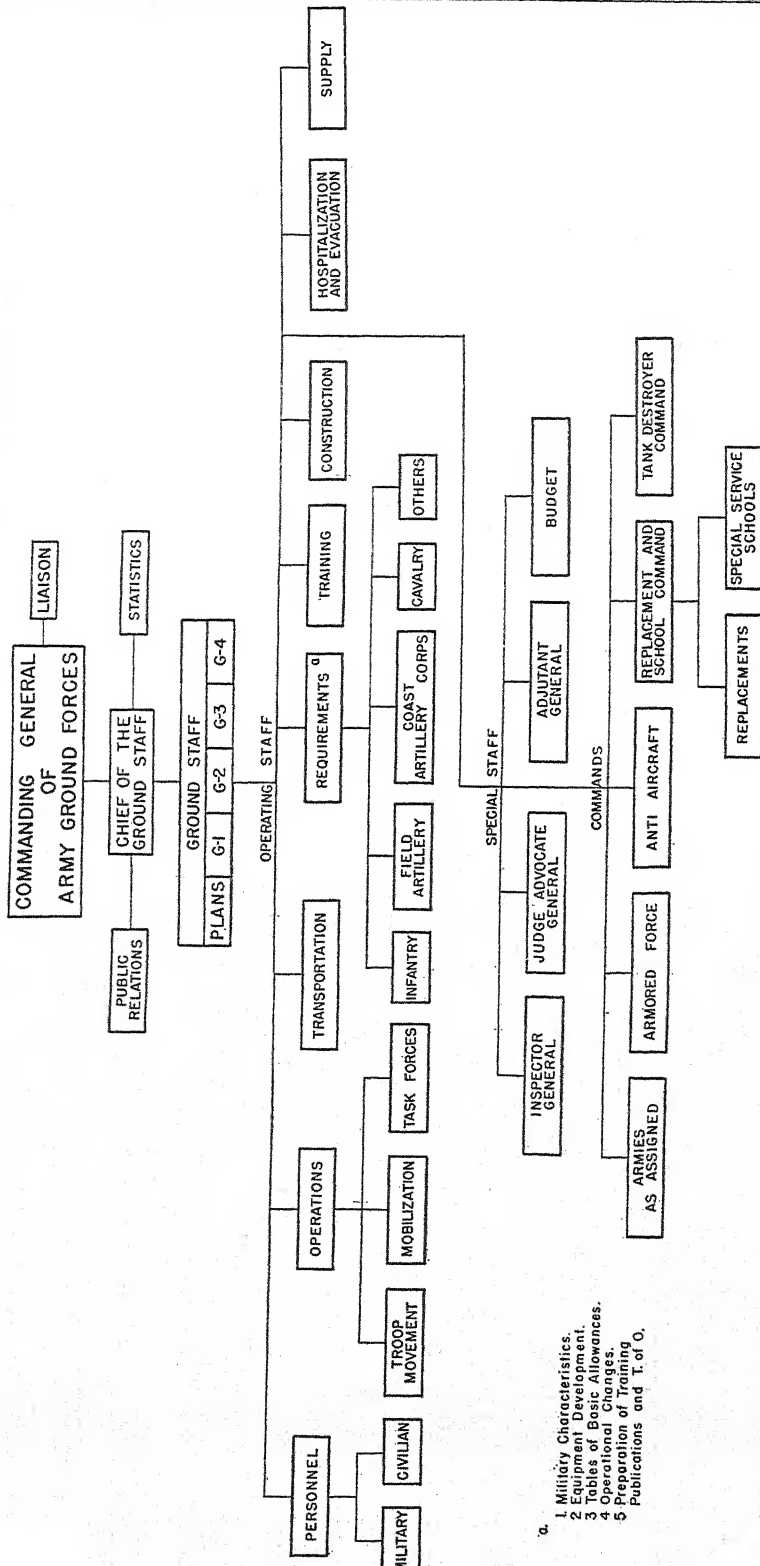 COMMANDING GENERAL
OF
ARMY GROUND FORCES
LIAISON
PUBLIC
RELATIONS
CHIEF OF THE
GROUND STAFF
STATISTICS
GROUND STAFF
PLANS G-1 G-2 G-3 G-4
OPERATING STAFF
PERSONNEL
OPERATIONS
TRANSPORTATION
REQUIREMENTS a
TRAINING
CONSTRUCTION
HOSPITALIZATION
AND EVACUATION
SUPPLY
MILITARY
CIVILIAN
TROOP
MOVEMENT
MOBILIZATION
TASK FORCES
INFANTRY
FIELD
ARTILLERY
COAST
ARTILLERY CORPS
CAVALRY
OTHERS
SPECIAL STAFF
INSPECTOR
GENERAL
JUDGE ADVOCATE
GENERAL
ADJUTANT
GENERAL
BUDGET
COMMANDS
ARMIES
AS ASSIGNED
ARMORED FORCE
ANTI AIRCRAFT
REPLACEMENT AND
SCHOOL COMMAND
TANK DESTROYER
COMMAND
REPLACEMENTS
SPECIAL SERVICE
SCHOOLS
a.
1. Military Characteristics.
2 Equipment Development.
3 Tables of Basic Allowances.
4 Operational Changes.
5 Preparation of Training
Publications and T. of O.